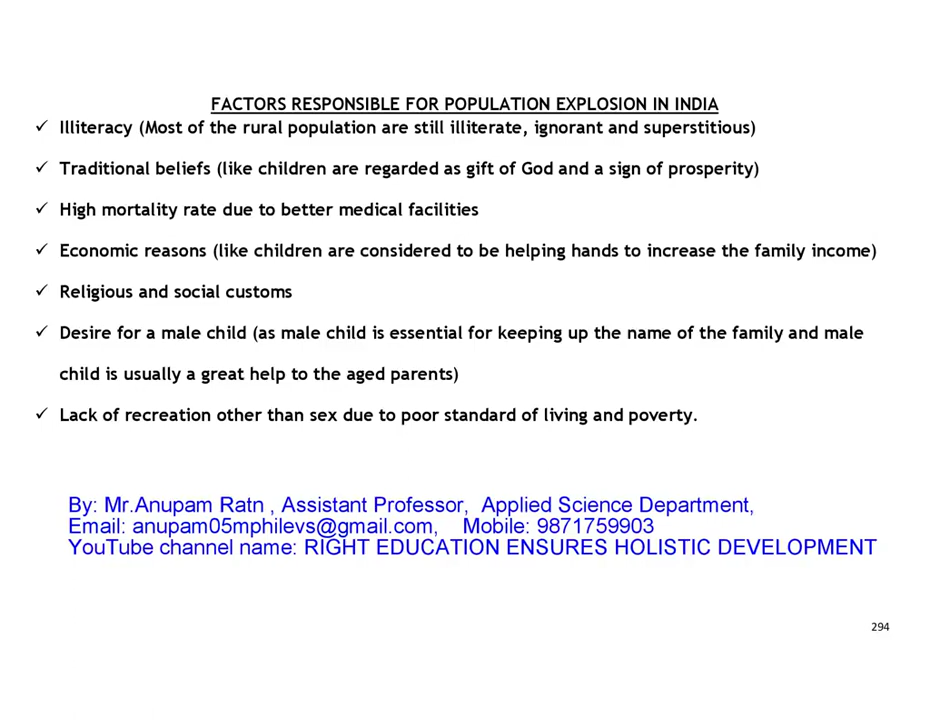 FACTORS RESPONSIBLE FOR POPULATION EXPLOSION IN INDIA
✓ Illiteracy (Most of the rural population are still illiterate, ignorant and superstitious)
✓ Traditional beliefs (like children are regarded as gift of God and a sign of prosperity)
✓ High mortality rate due to better medical facilities
✓ Economic reasons (like children are considered to be helping hands to increase the family income)
✓ Religious and social customs
✓ Desire for a male child (as male child is essential for keeping up the name of the family and male
child is usually a great help to the aged parents)
✓ Lack of recreation other than sex due to poor standard of living and poverty.
By: Mr.Anupam Ratn , Assistant Professor, Applied Science Department,
Email: anupam05mphilevs@gmail.com, Mobile: 9871759903
YouTube channel name: RIGHT EDUCATION ENSURES HOLISTIC DEVELOPMENT
294